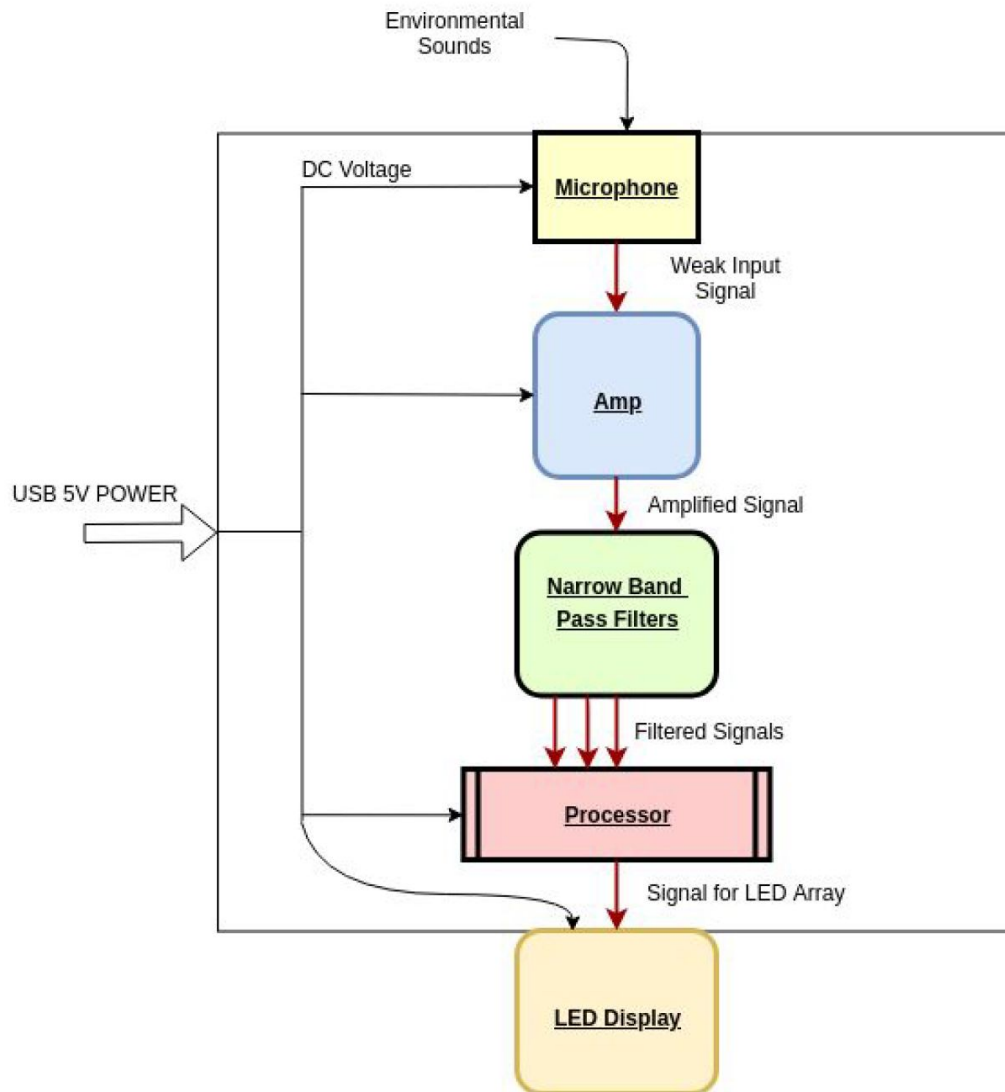 Environmental
Sounds
DC Voltage
Microphone
Weak Input
Signal
Amp
USB 5V POWER
Amplified Signal
Narrow Band
Pass Filters
Filtered Signals
Processor
Signal for LED Array
LED Display